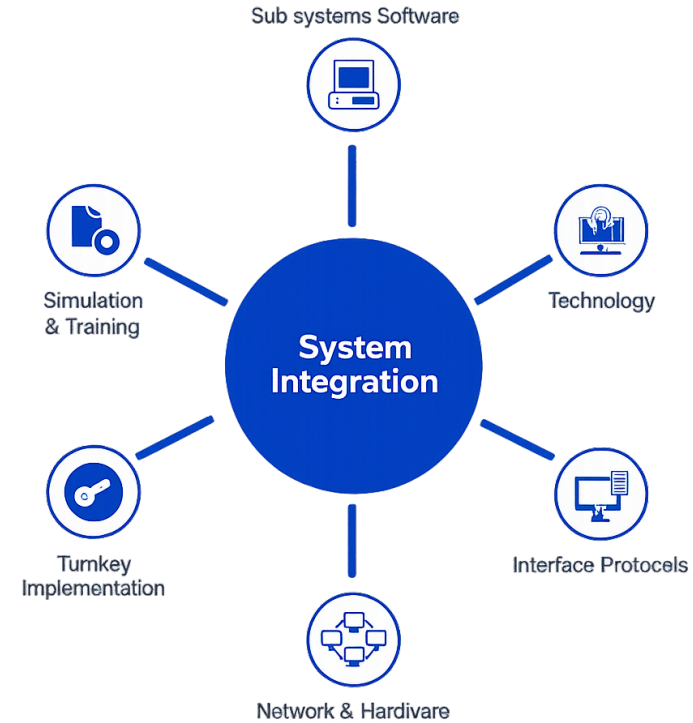 Sub systems Software
Technology
Interface Protocels
Network & Hardivare
Turnkey
Implementation
Simulation
& Training
System
Integration